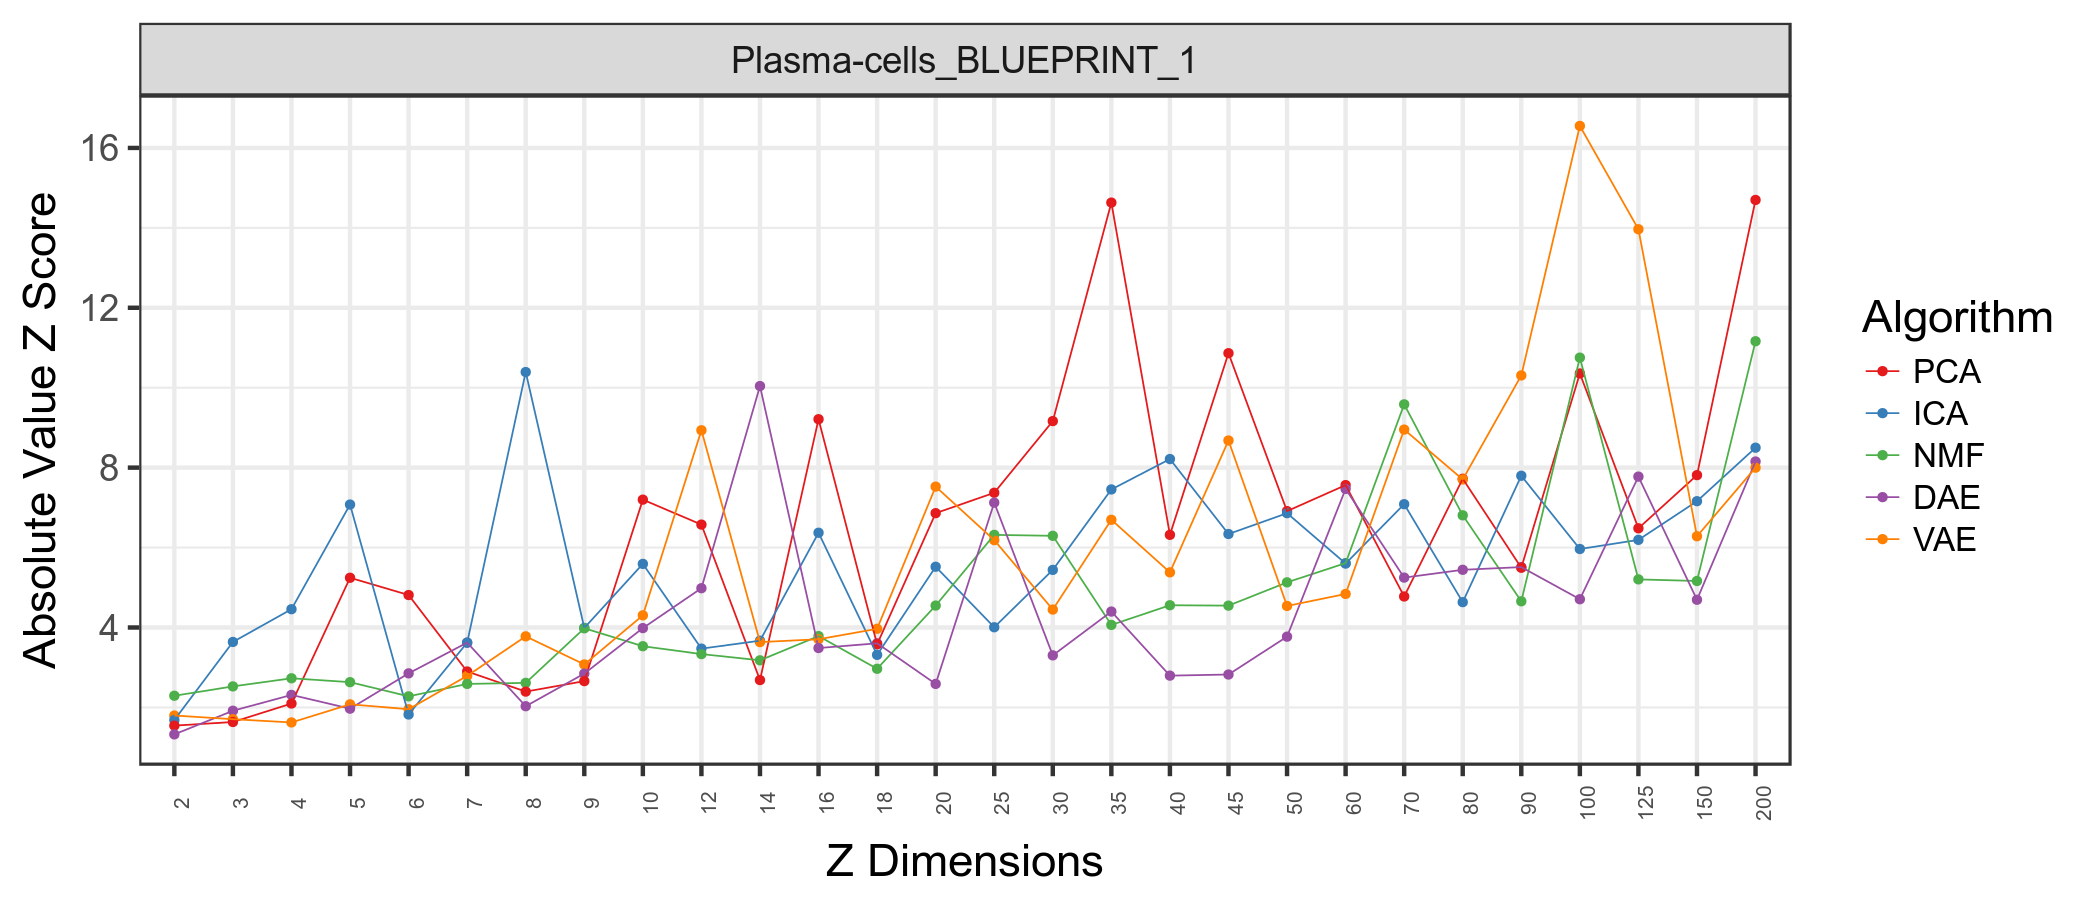 Plasma-cells_BLUEPRINT_1
Absolute Value Z Score
16
12
8
4
2 3 4 5 6 7 8 9 10 12 14 16 18 20 25 30 35 40 45 50 60 70 80 90 100 125 150 200
Z Dimensions
Algorithm
PCA
ICA
NMF
DAE
VAE